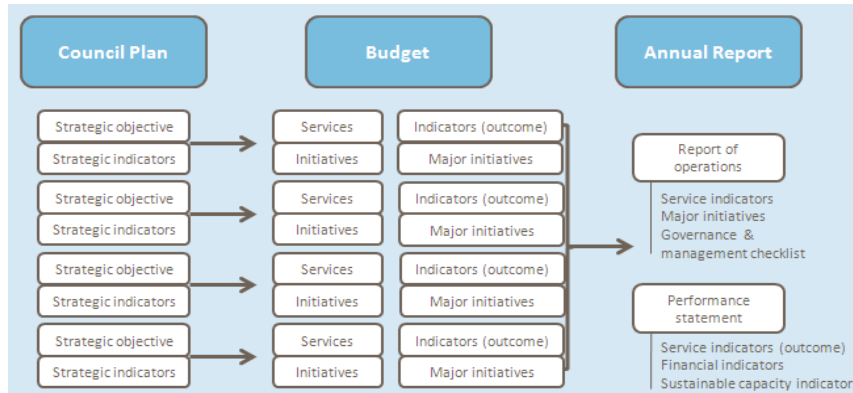 Council Plan
Budget
Annual Report
Strategic objective
Strategic indicators
Services
Initiatives
Indicators (outcome)
Major initiatives
Strategic objective
Strategic indicators
Services
Initiatives
Indicators (outcome)
Major initiatives
Strategic objective
Strategic indicators
Services
Initiatives
Indicators (outcome)
Major initiatives
Strategic objective
Strategic indicators
Services
Initiatives
Indicators (outcome)
Major initiatives
Report of
operations
Service indicators
Major initiatives
Governance &
management checklist
Performance
statement
Service indicators (outcome)
Financial indicators
Sustainable capacity indicator